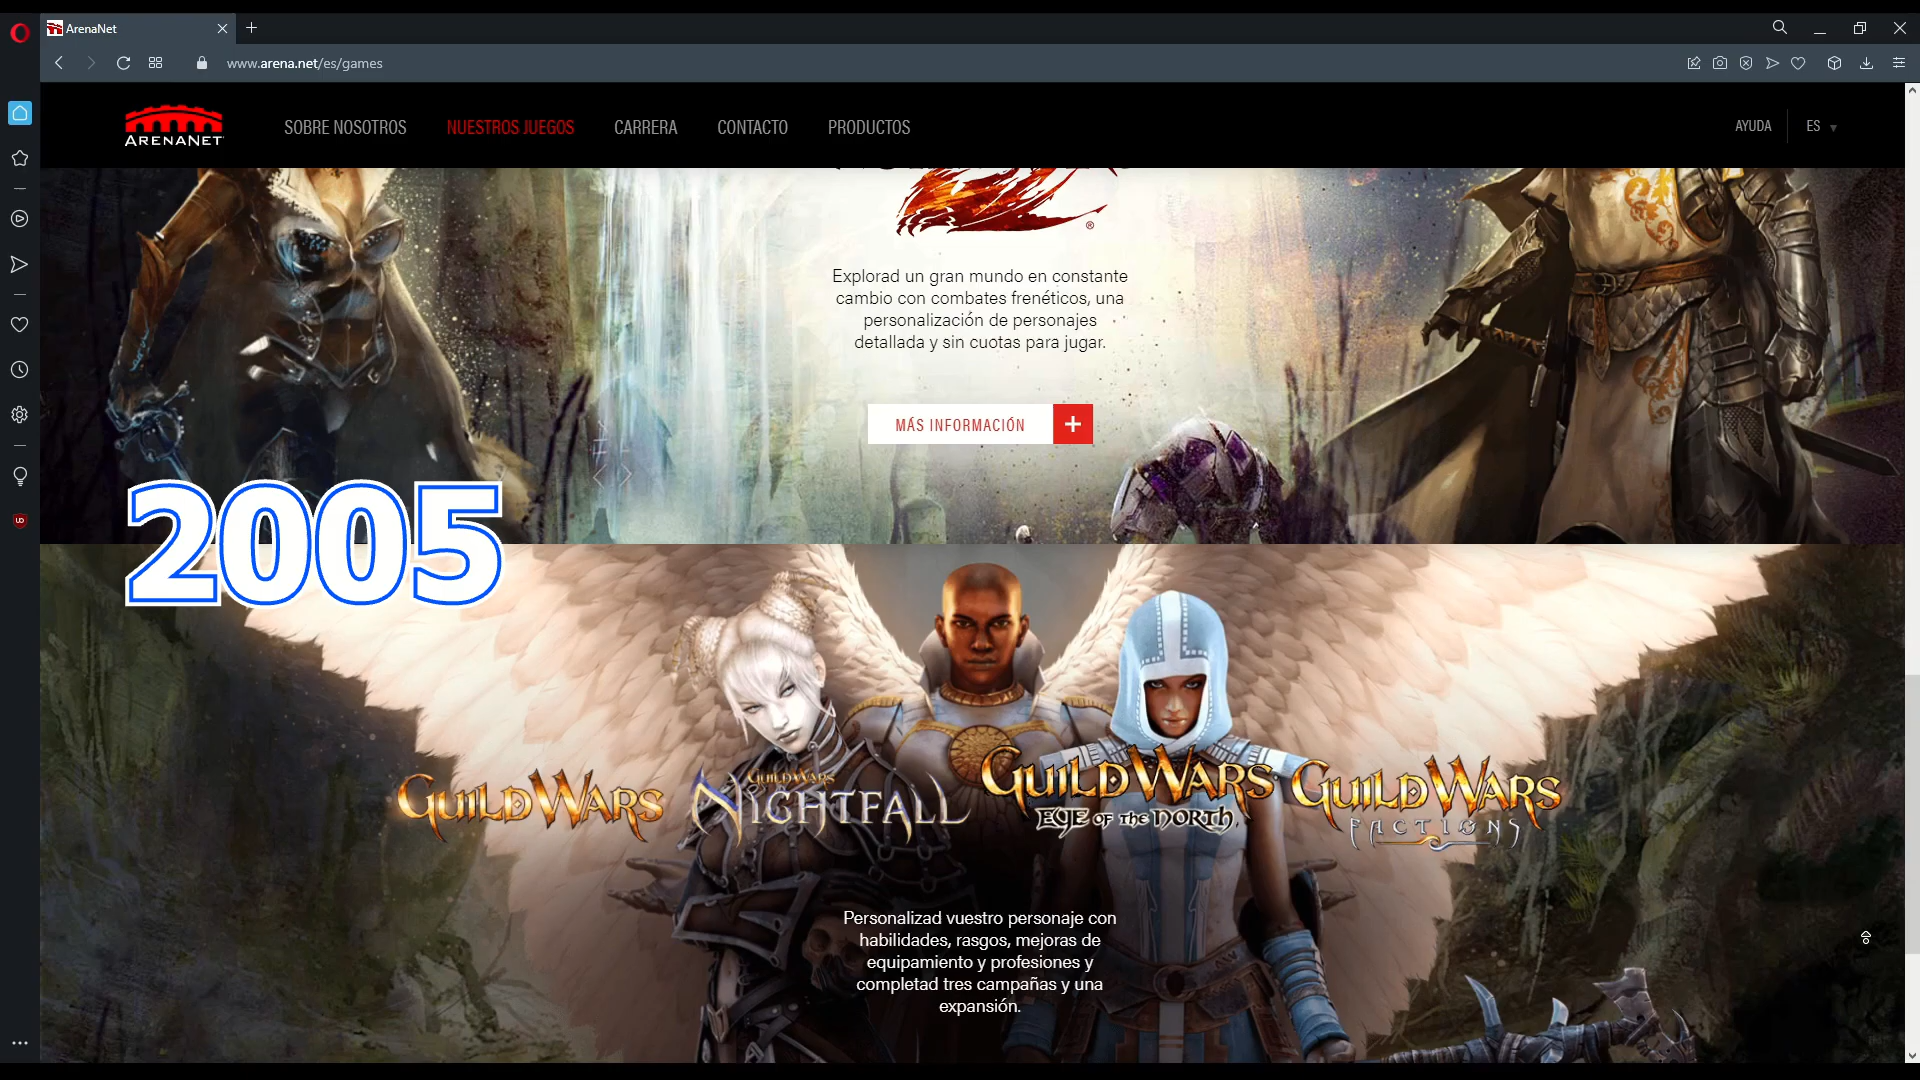 ArenaNet
www.arena.net/es/games
ARENANET
SOBRE NOSOTROS
NUESTROS JUEGOS
CARRERA
CONTACTO
PRODUCTOS
AYUDA
ES
®
Explorad un gran mundo en constante
cambio con combates frenéticos, una
personalización de personajes
detallada y sin cuotas para jugar.
MÁS INFORMACIÓN
2005
GUILD WARS
GUILD WARS
NIGHTFALL
GUILD WARS
EYE OF THE NORTH
GUILD WARS
FACTIONS
Personalizad vuestro personaje con
habilidades, rasgos, mejoras de
equipamiento y profesiones y
completad tres campañas y una
expansión.